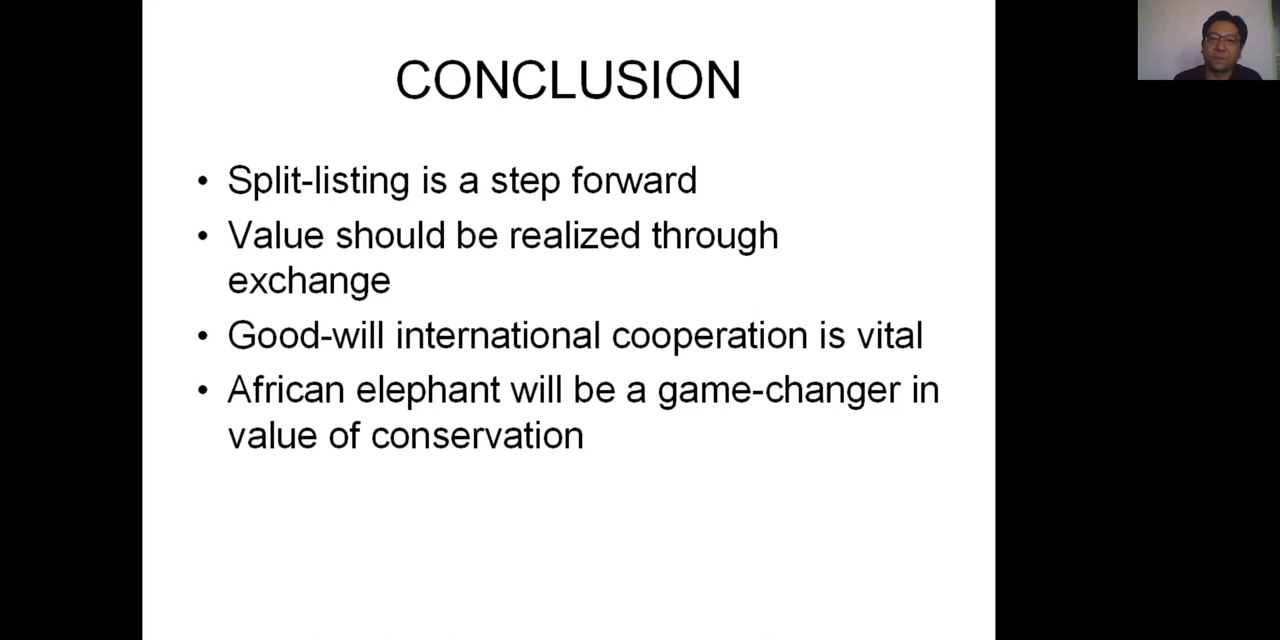 CONCLUSION
• Split-listing is a step forward
• Value should be realized through
exchange
• Good-will international cooperation is vital
• African elephant will be a game-changer in
value of conservation